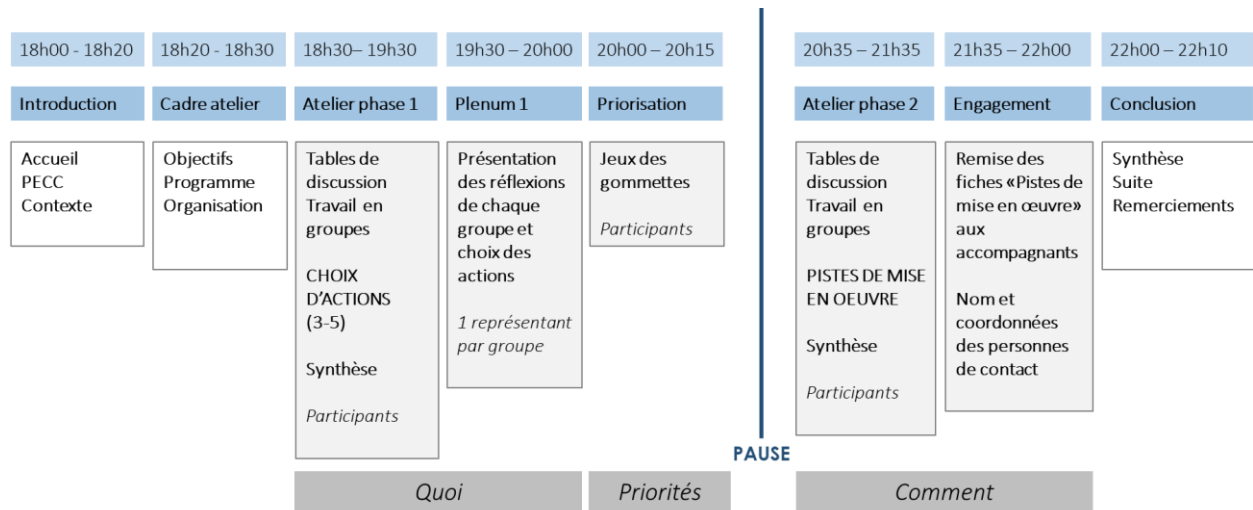 18h00 - 18h20
Introduction
Accueil
PECC
Contexte
18h20 - 18h30
Cadre atelier
Objectifs
Programme
Organisation
18h30– 19h30
Atelier phase 1
Tables de
discussion
Travail en
groupes
CHOIX
D’ACTIONS
(3-5)
Synthèse
Participants
19h30 – 20h00
Plenum 1
Présentation
des réflexions
de chaque
groupe et
choix des
actions
1 représentant
par groupe
Quoi
20h00 – 20h15
Priorisation
Jeux des
gommettes
Participants
Priorités
PAUSE
20h35 – 21h35
Atelier phase 2
Tables de
discussion
Travail en
groupes
PISTES DE MISE
EN OEUVRE
Synthèse
Participants
21h35 – 22h00
Engagement
Remise des
fiches «Pistes de
mise en œuvre»
aux
accompagnants
Nom et
coordonnées
des personnes
de contact
Comment
22h00 – 22h10
Conclusion
Synthèse
Suite
Remerciements